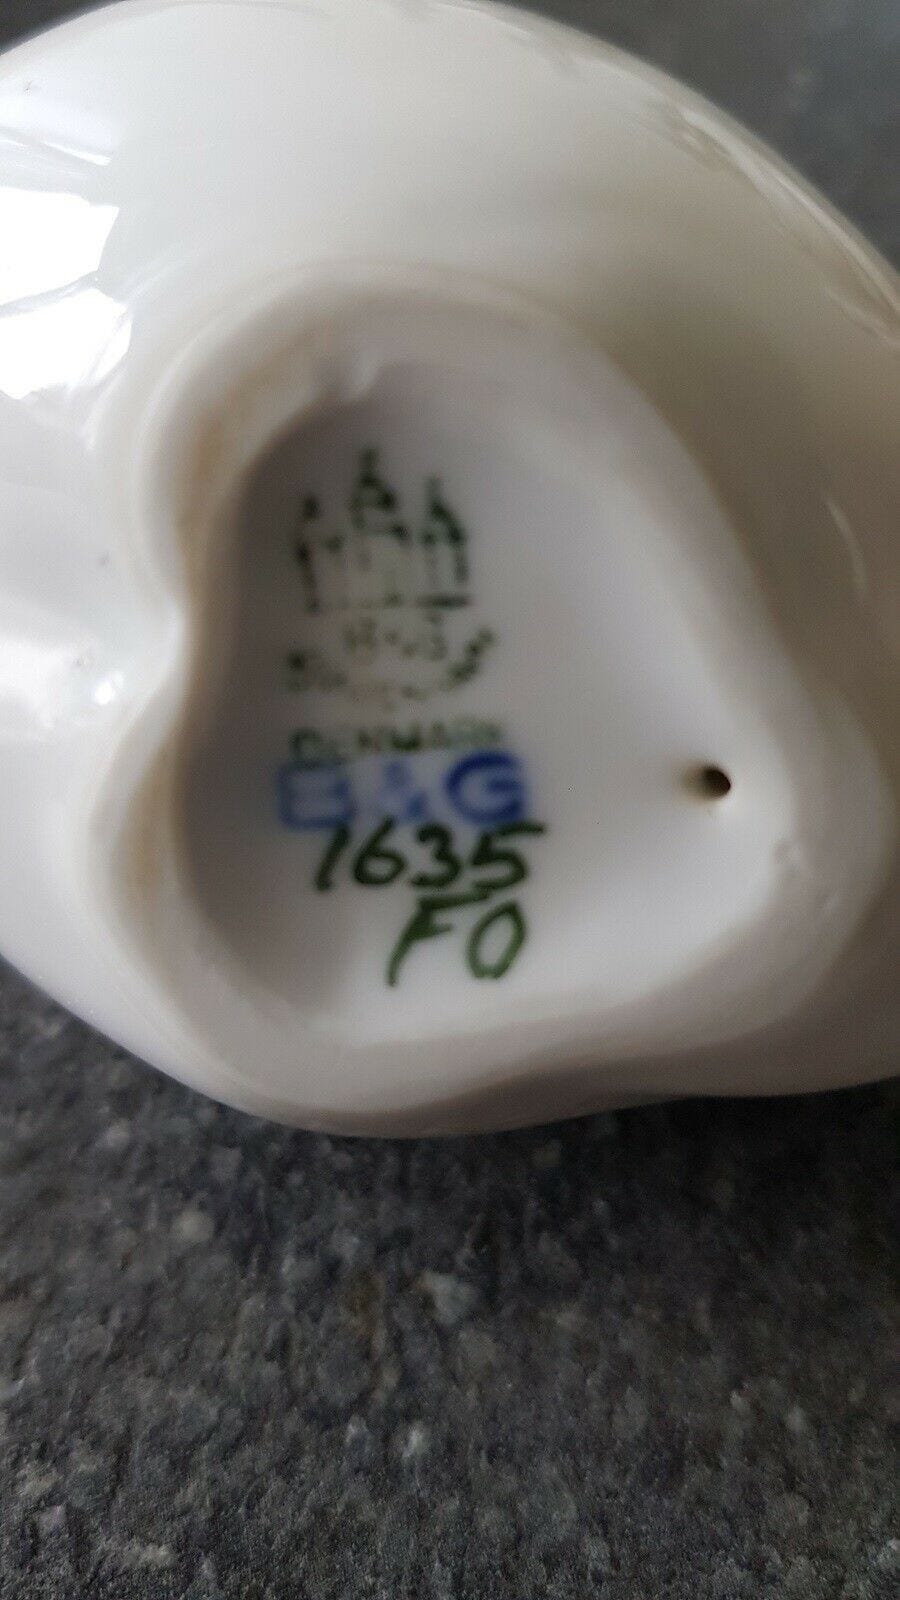 B & G
DENMARK
B&G
1635
FO